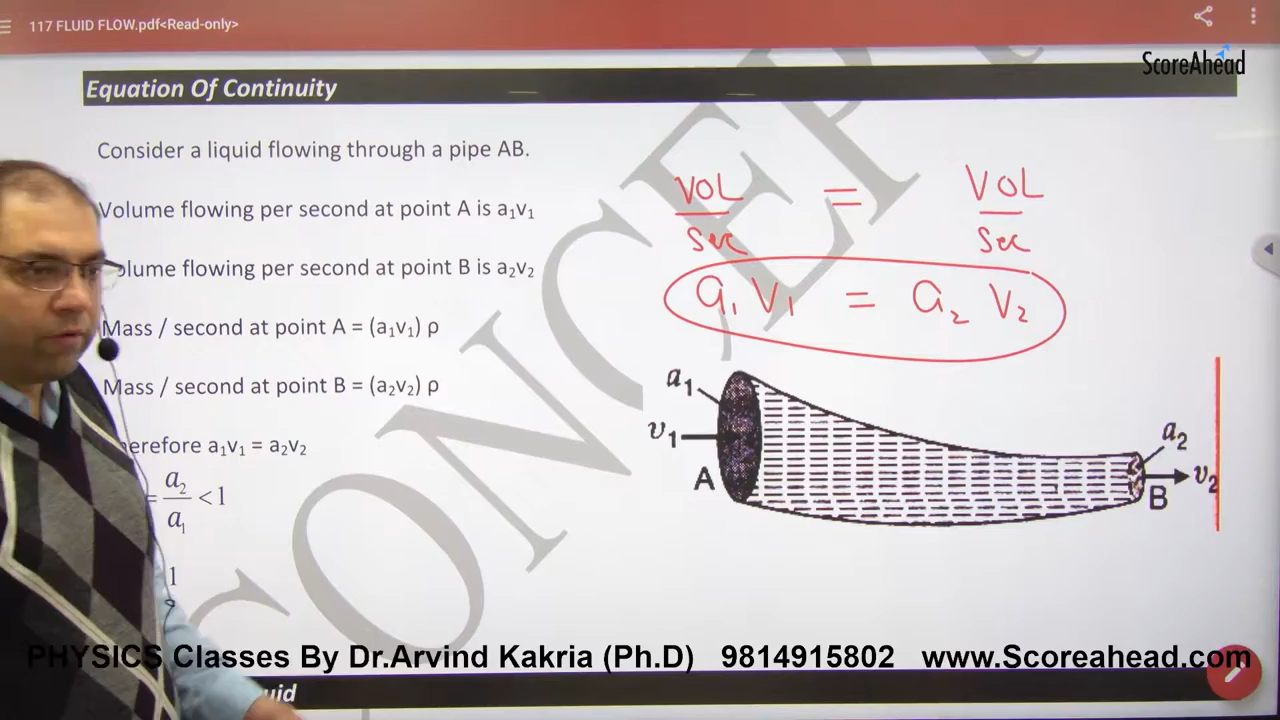 117 FLUID FLOW.pdf<Read-only>
ScoreAhead
Equation Of Continuity
Consider a liquid flowing through a pipe AB.
Volume flowing per second at point A is a₁v₁
olume flowing per second at point B is a₂v₂
Mass / second at point A = (a₁v₁) ρ
Mass / second at point B = (a₂v₂) ρ
erefore a₁v₁ = a₂v₂
= a₂/a₁ < 1
1
VOL/sec = VOL/sec
a₁ v₁ = a₂ v₂
a₁
v₁
A
a₂
v₂
B
CONCEPT
PHYSICS Classes By Dr.Arvind Kakria (Ph.D) 9814915802 www.Scoreahead.com
uid